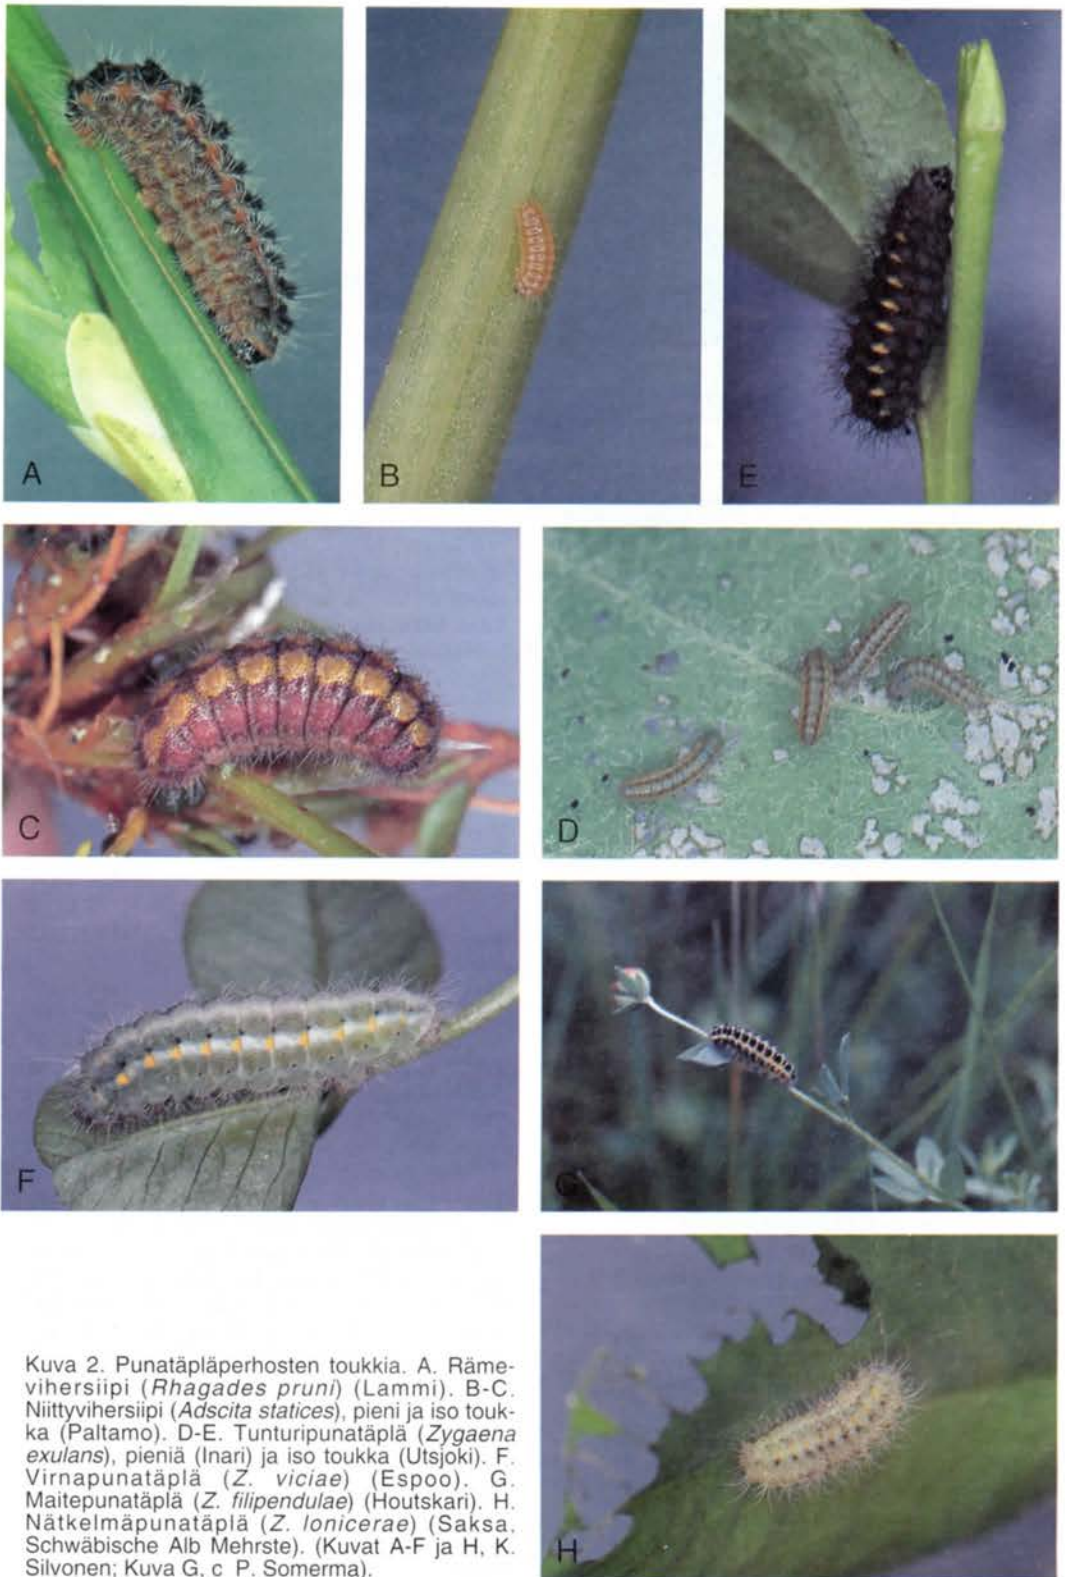 A
B
E
C
D
F
G
H
Kuva 2. Punatäpläperhosten toukkia. A. Räme-
vihersiipi (Rhagades pruni) (Lammi). B-C.
Niittyvihersiipi (Adscita statices), pieni ja iso touk-
ka (Paltamo). D-E. Tunturipunatäplä (Zygaena
exulans), pieniä (Inari) ja iso toukka (Utsjoki). F.
Virnapunatäplä (Z. viciae) (Espoo). G.
Maitepunatäplä (Z. filipendulae) (Houtskari). H.
Nätkelmäpunatäplä (Z. lonicerae) (Saksa,
Schwäbische Alb Mehrste). (Kuvat A-F ja H, K.
Silvonen; Kuva G, c P. Somerma).